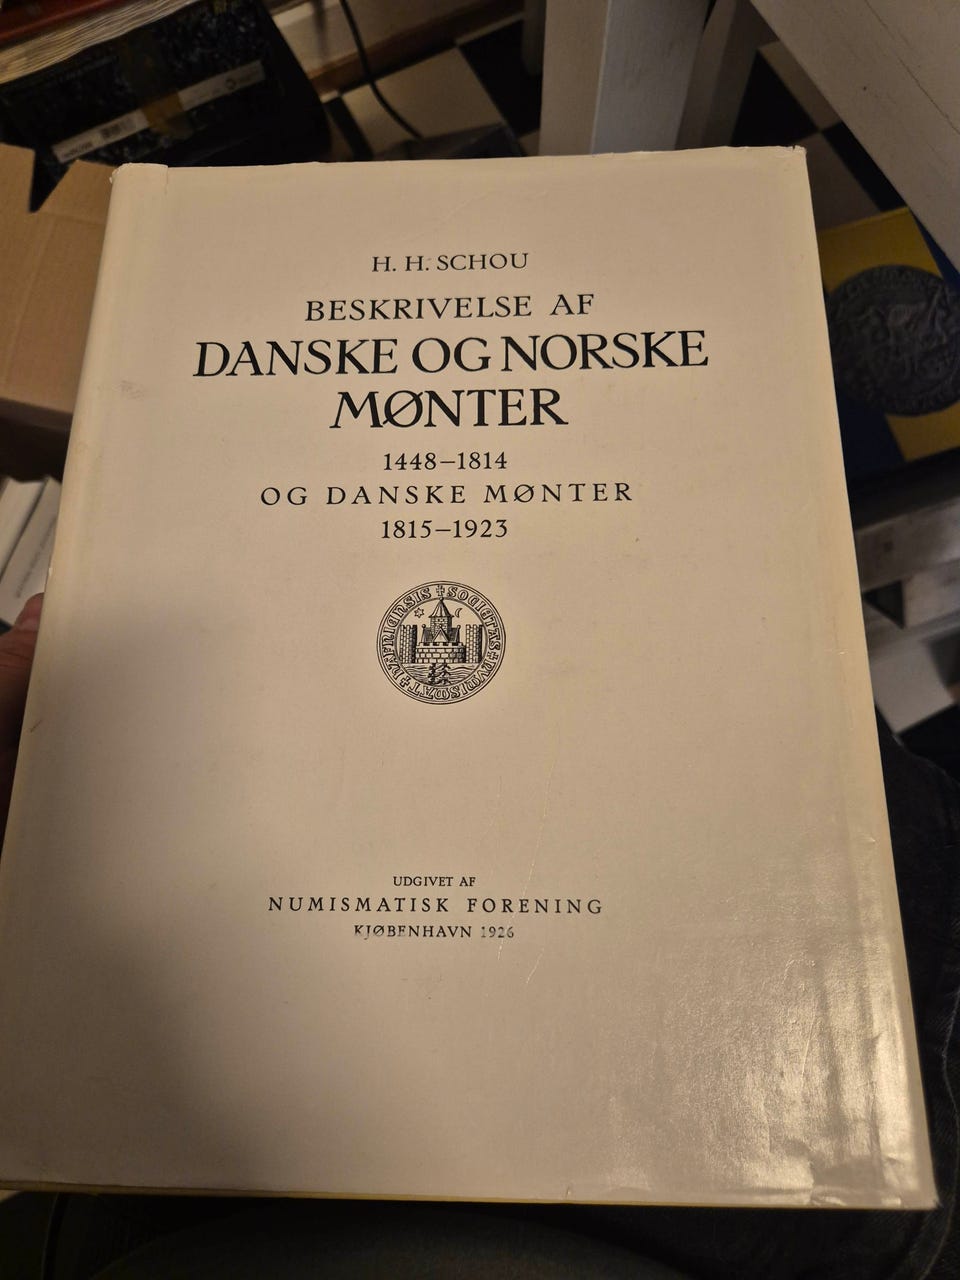 H. H. SCHOU
BESKRIVELSE AF
DANSKE OG NORSKE
MØNTER
1448–1814
OG DANSKE MØNTER
1815–1923
SOCIETAS
UDGIVET AF
NUMISMATISK FORENING
KJØBENHAVN 1926